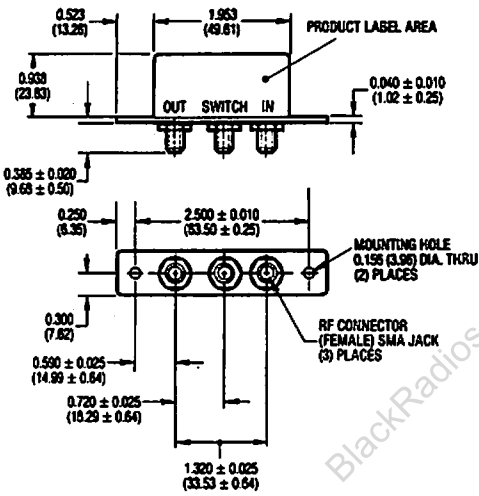 0.523
(13.28)
1.953
(49.61)
PRODUCT LABEL AREA
0.938
(23.83)
0.040 ± 0.010
(1.02 ± 0.25)
OUT SWITCH IN
0.385 ± 0.020
(9.68 ± 0.50)
0.250
(6.35)
2.500 ± 0.010
(63.50 ± 0.25)
MOUNTING HOLE
0.156 (3.96) DIA. THRU
(2) PLACES
0.300
(7.62)
RF CONNECTOR
(FEMALE) SMA JACK
(3) PLACES
0.590 ± 0.025
(14.99 ± 0.64)
0.720 ± 0.025
(18.29 ± 0.64)
1.320 ± 0.025
(33.53 ± 0.64)
BlackRadios